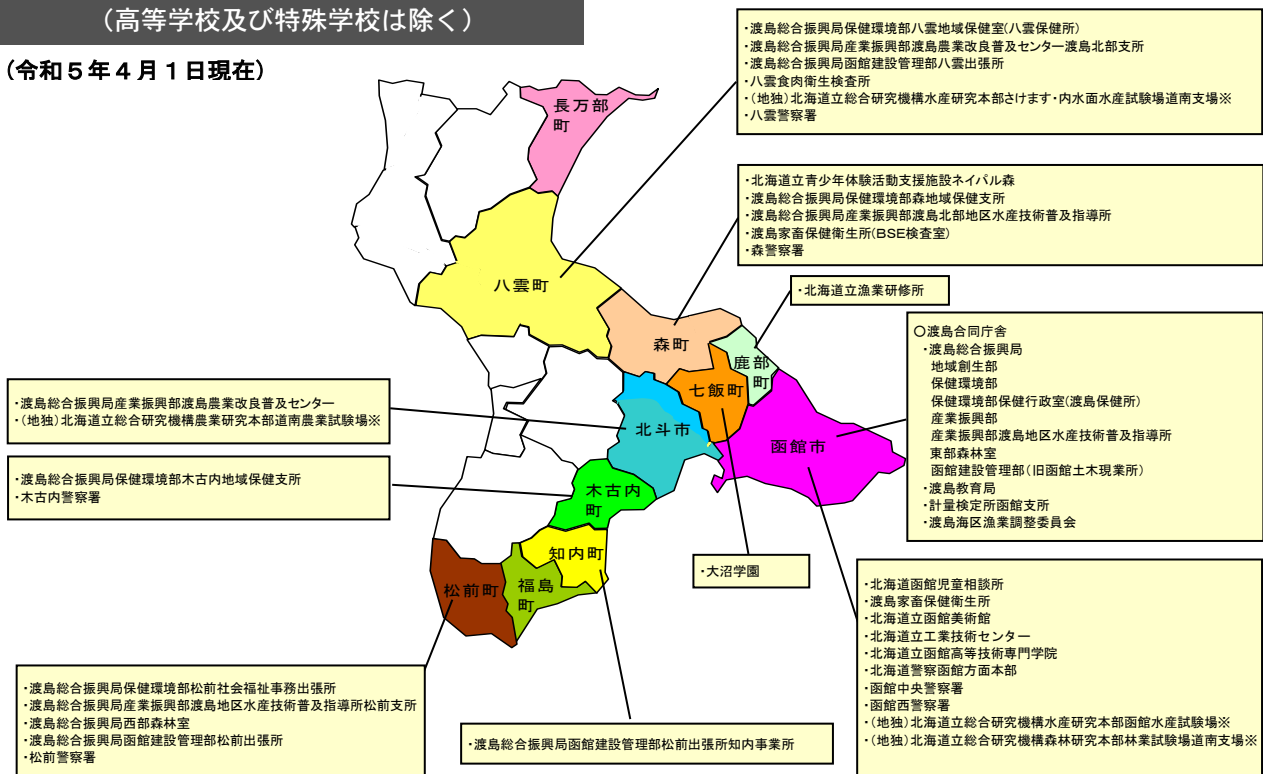 (高等学校及び特殊学校は除く)
(令和5年4月1日現在)
・渡島総合振興局保健環境部八雲地域保健室(八雲保健所)
・渡島総合振興局産業振興部渡島農業改良普及センター渡島北部支所
・渡島総合振興局函館建設管理部八雲出張所
・八雲食肉衛生検査所
・(地独)北海道立総合研究機構水産研究本部さけます・内水面水産試験場道南支場※
・八雲警察署
長万部
町
・北海道立青少年体験活動支援施設ネイパル森
・渡島総合振興局保健環境部森地域保健支所
・渡島総合振興局産業振興部渡島北部地区水産技術普及指導所
・渡島家畜保健衛生所(BSE検査室)
・森警察署
八雲町
・北海道立漁業研修所
森町
鹿部
町
七飯町
北斗市
函館市
○渡島合同庁舎
・渡島総合振興局
地域創生部
保健環境部
保健環境部保健行政室(渡島保健所)
産業振興部
産業振興部渡島地区水産技術普及指導所
東部森林室
函館建設管理部(旧函館土木現業所)
・渡島教育局
・計量検定所函館支所
・渡島海区漁業調整委員会
・渡島総合振興局産業振興部渡島農業改良普及センター
・(地独)北海道立総合研究機構農業研究本部道南農業試験場※
・渡島総合振興局保健環境部木古内地域保健支所
・木古内警察署
木古内
町
知内町
福島
町
松前町
・大沼学園
・北海道函館児童相談所
・渡島家畜保健衛生所
・北海道立函館美術館
・北海道立工業技術センター
・北海道立函館高等技術専門学院
・北海道警察函館方面本部
・函館中央警察署
・函館西警察署
・(地独)北海道立総合研究機構水産研究本部函館水産試験場※
・(地独)北海道立総合研究機構森林研究本部林業試験場道南支場※
・渡島総合振興局保健環境部松前社会福祉事務出張所
・渡島総合振興局産業振興部渡島地区水産技術普及指導所松前支所
・渡島総合振興局西部森林室
・渡島総合振興局函館建設管理部松前出張所
・松前警察署
・渡島総合振興局函館建設管理部松前出張所知内事業所